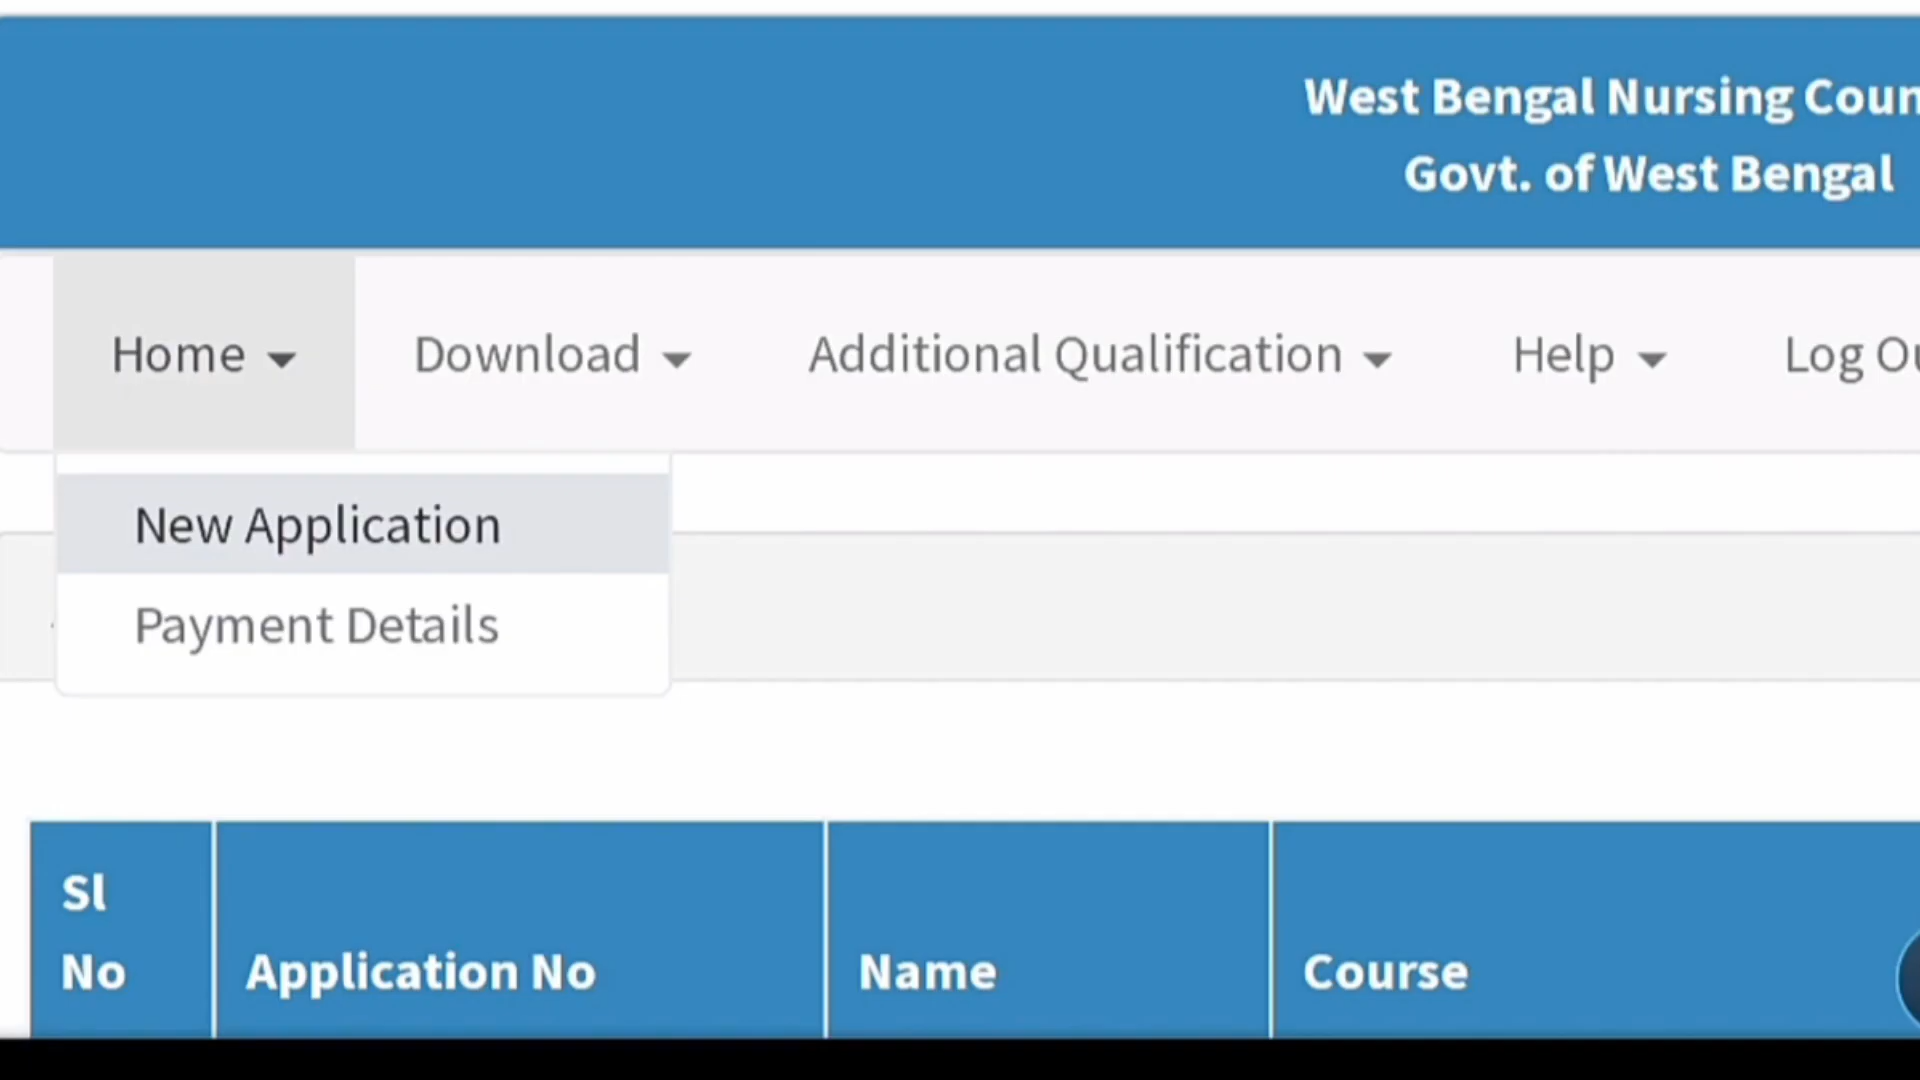 West Bengal Nursing Coun
Govt. of West Bengal
Home Download Additional Qualification Help Log Ou
New Application
Payment Details
Sl
No Application No Name Course